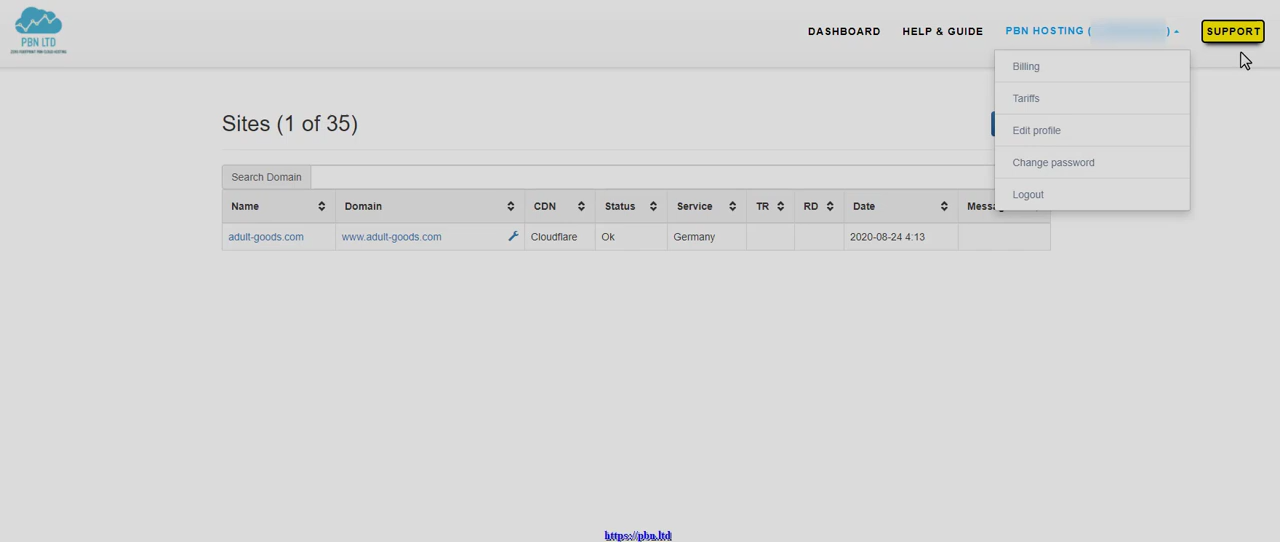 PBN LTD
DASHBOARD HELP & GUIDE PBN HOSTING ( ) SUPPORT
Billing
Tariffs
Edit profile
Change password
Logout
Sites (1 of 35)
Search Domain
Name Domain CDN Status Service TR RD Date
adult-goods.com www.adult-goods.com Cloudflare Ok Germany 2020-08-24 4:13
https://pbn.ltd